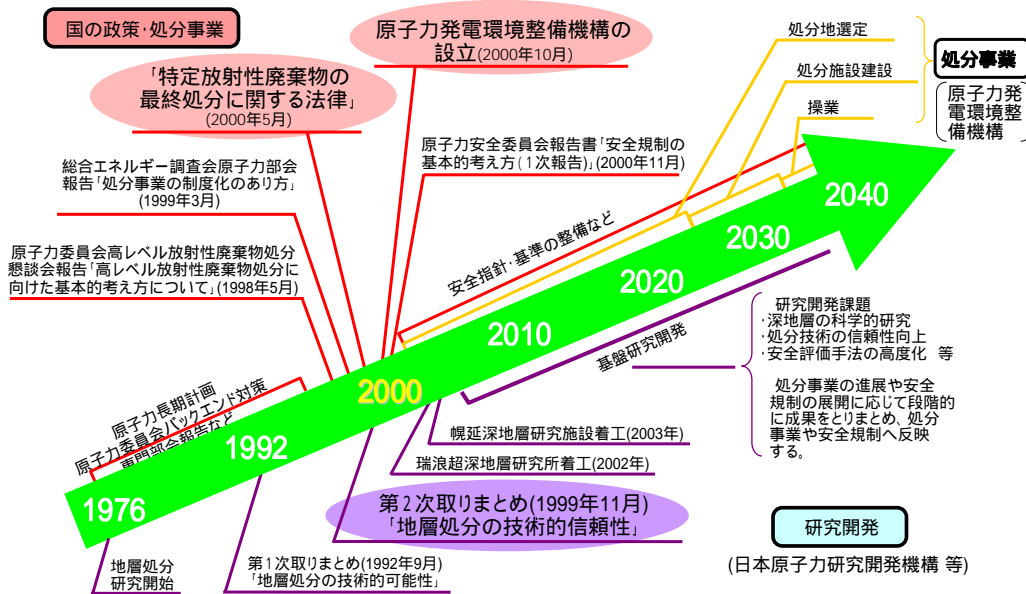 国の政策・処分事業
原子力発電環境整備機構の
設立(2000年10月)
「特定放射性廃棄物の
最終処分に関する法律」
(2000年5月)
処分地選定
処分施設建設
操業
処分事業
原子力発
電環境整
備機構
総合エネルギー調査会原子力部会
報告「処分事業の制度化のあり方」
(1999年3月)
原子力安全委員会報告書「安全規制の
基本的考え方(1次報告)」(2000年11月)
原子力委員会高レベル放射性廃棄物処分
懇談会報告「高レベル放射性廃棄物処分に
向けた基本的考え方について」(1998年5月)
安全指針・基準の整備など
原子力長期計画
原子力委員会バックエンド対策
専門部会報告など
1976
1992
2000
2010
2020
2030
2040
基盤研究開発
研究開発課題
・深地層の科学的研究
・処分技術の信頼性向上
・安全評価手法の高度化 等
処分事業の進展や安全
規制の展開に応じて段階的
に成果をとりまとめ、処分
事業や安全規制へ反映
する。
幌延深地層研究施設着工(2003年)
瑞浪超深地層研究所着工(2002年)
第2次取りまとめ(1999年11月)
「地層処分の技術的信頼性」
地層処分
研究開始
第1次取りまとめ(1992年9月)
「地層処分の技術的可能性」
研究開発
(日本原子力研究開発機構 等)